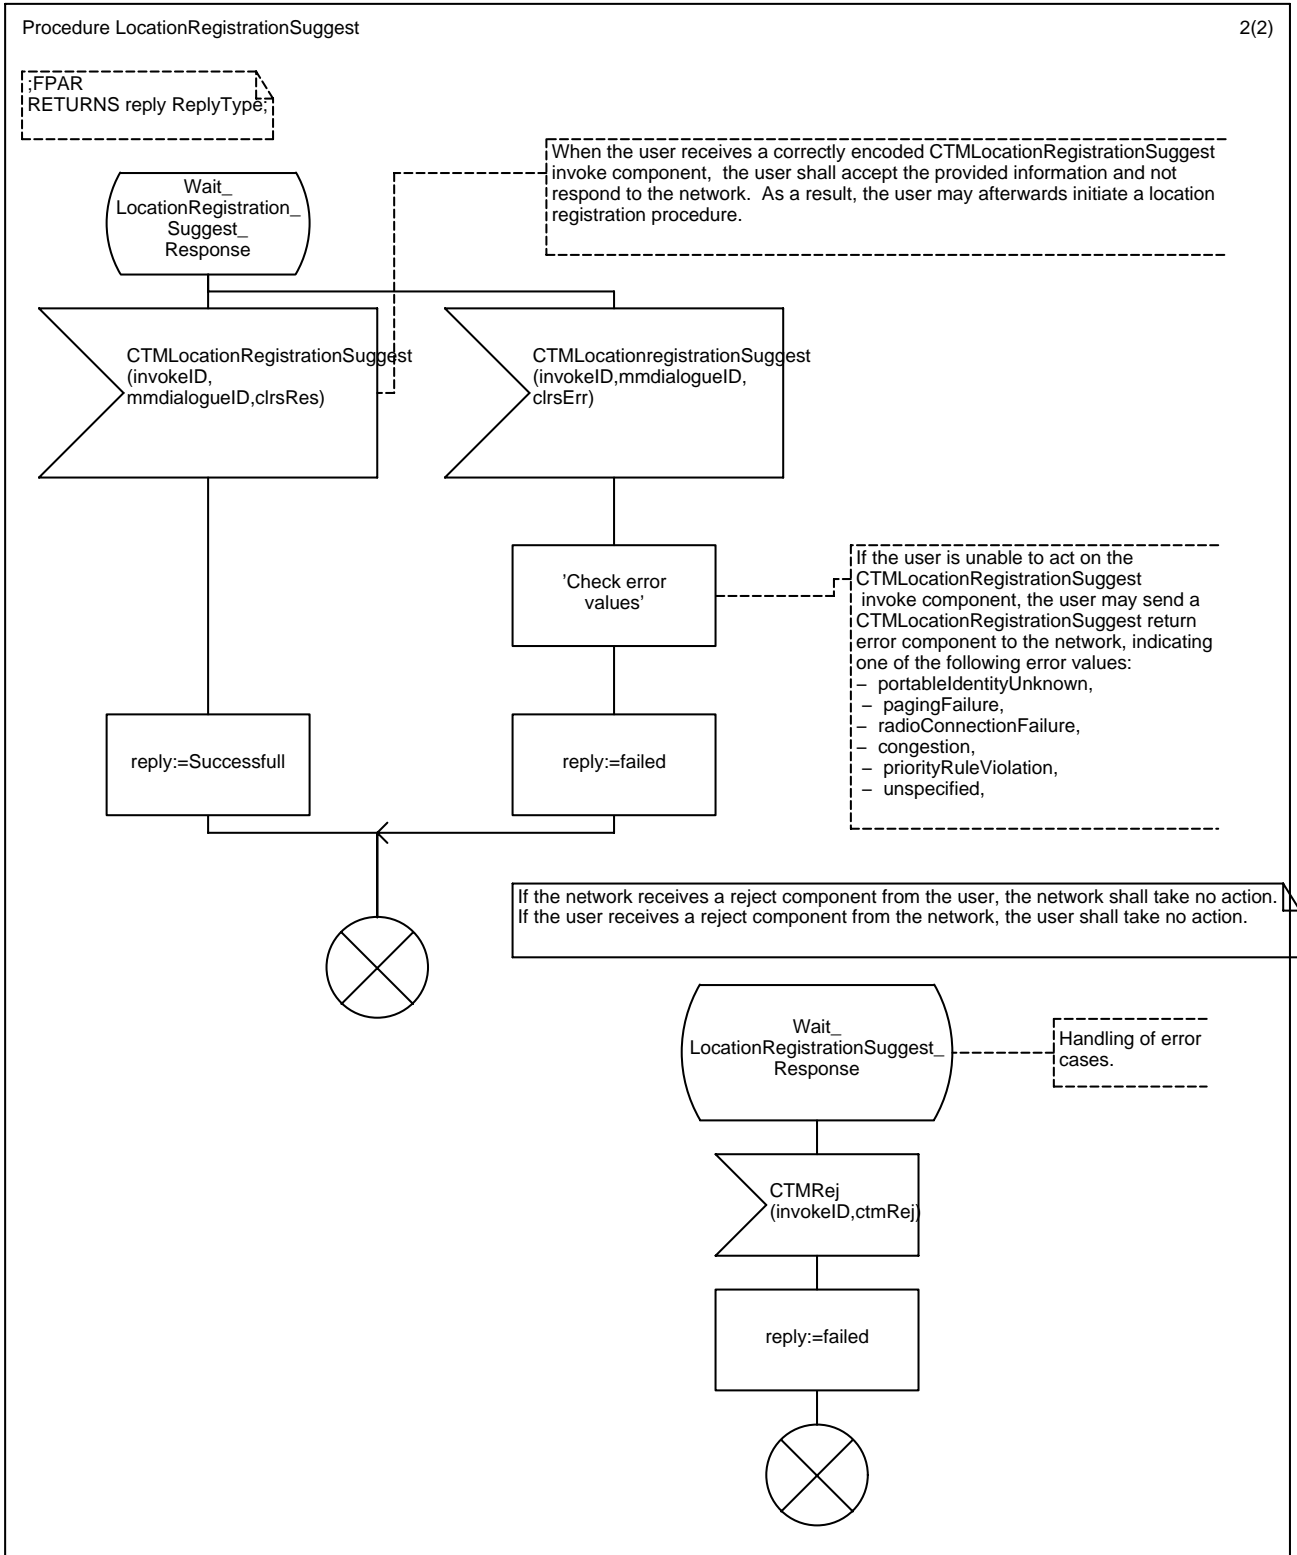 Procedure LocationRegistrationSuggest
2(2)
;FPAR
RETURNS reply ReplyType;
When the user receives a correctly encoded CTMLocationRegistrationSuggest
invoke component, the user shall accept the provided information and not
respond to the network. As a result, the user may afterwards initiate a location
registration procedure.
Wait_
LocationRegistration_
Suggest_
Response
CTMLocationRegistrationSuggest
(invokeID,
mmdialogueID,clrsRes)
CTMLocationregistrationSuggest
(invokeID,mmdialogueID,
clrsErr)
'Check error
values'
If the user is unable to act on the
CTMLocationRegistrationSuggest
invoke component, the user may send a
CTMLocationRegistrationSuggest return
error component to the network, indicating
one of the following error values:
– portableIdentityUnknown,
– pagingFailure,
– radioConnectionFailure,
– congestion,
– priorityRuleViolation,
– unspecified,
reply:=Successfull
reply:=failed
If the network receives a reject component from the user, the network shall take no action.
If the user receives a reject component from the network, the user shall take no action.
Wait_
LocationRegistrationSuggest_
Response
Handling of error
cases.
CTMRej
(invokeID,ctmRej)
reply:=failed